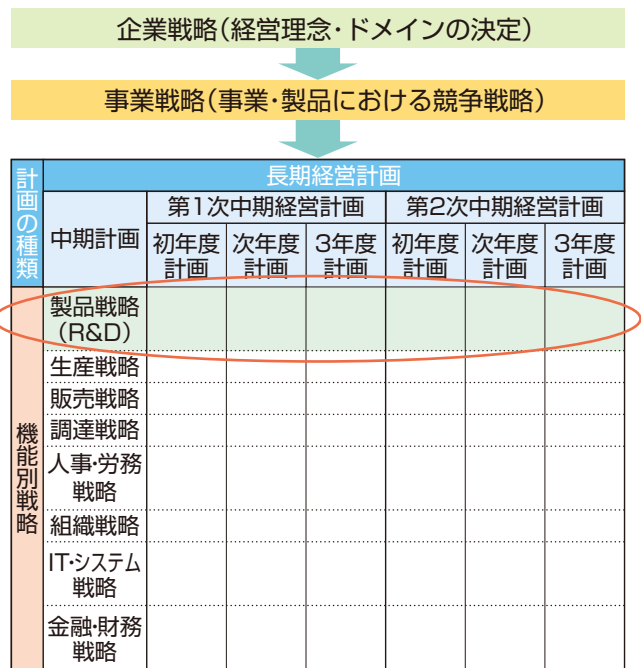 企業戦略(経営理念・ドメインの決定)
事業戦略(事業・製品における競争戦略)
計画の種類
長期経営計画
中期計画
第1次中期経営計画
第2次中期経営計画
初年度
計画
次年度
計画
3年度
計画
初年度
計画
次年度
計画
3年度
計画
機能別戦略
製品戦略
(R&D)
生産戦略
販売戦略
調達戦略
人事・労務
戦略
組織戦略
IT・システム
戦略
金融・財務
戦略